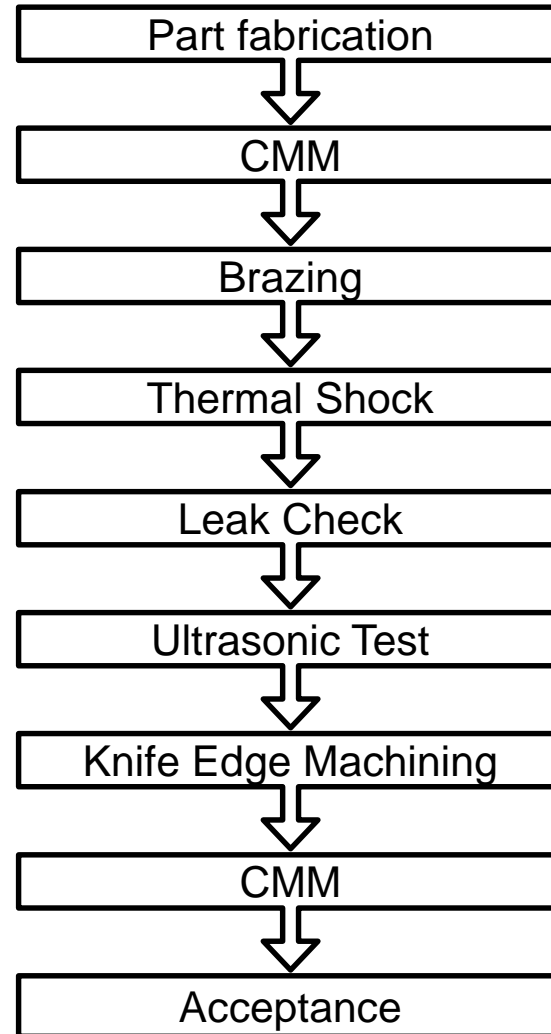 Part fabrication
CMM
Brazing
Thermal Shock
Leak Check
Ultrasonic Test
Knife Edge Machining
CMM
Acceptance